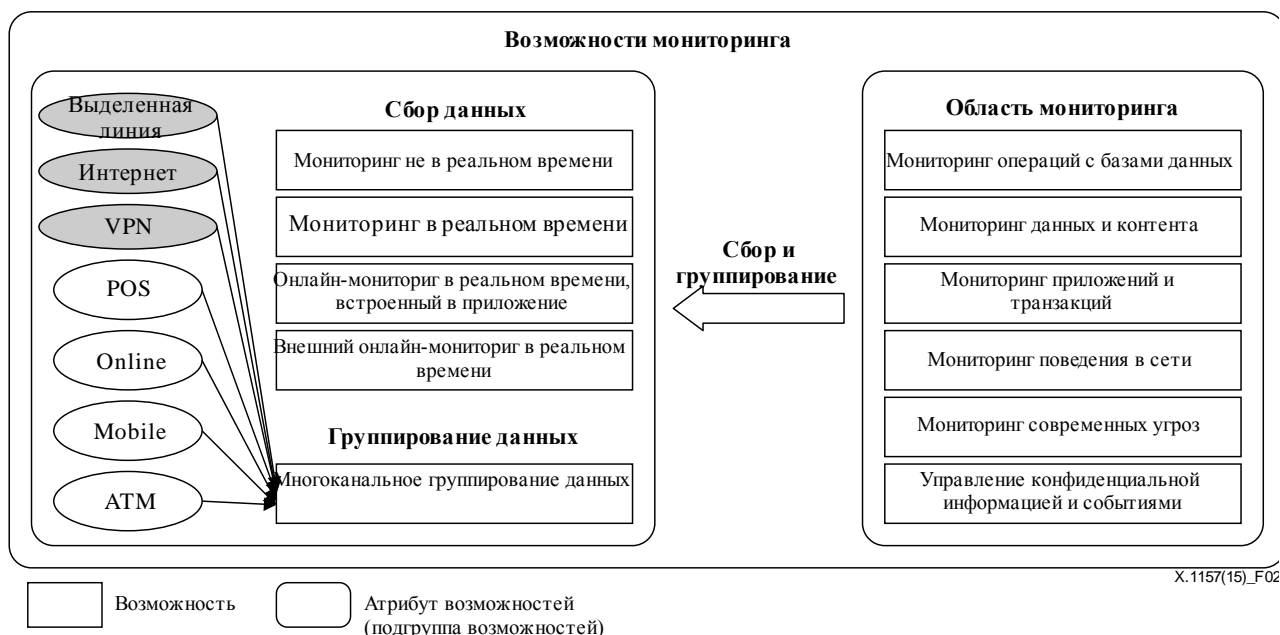 Возможности мониторинга
Выделенная
линия
Интернет
VPN
POS
Online
Mobile
ATM
Сбор данных
Мониторинг не в реальном времени
Мониторинг в реальном времени
Онлайн-мониториг в реальном времени,
встроенный в приложение
Внешний онлайн-мониториг в реальном
времени
Группирование данных
Многоканальное группирование данных
Сбор и
группирование
Область мониторинга
Мониторинг операций с базами данных
Мониторинг данных и контента
Мониторинг приложений и
транзакций
Мониторинг поведения в сети
Мониторинг современных угроз
Управление конфиденциальной
информацией и событиями
X.1157(15)_F02
Возможность
Атрибут возможностей
(подгруппа возможностей)